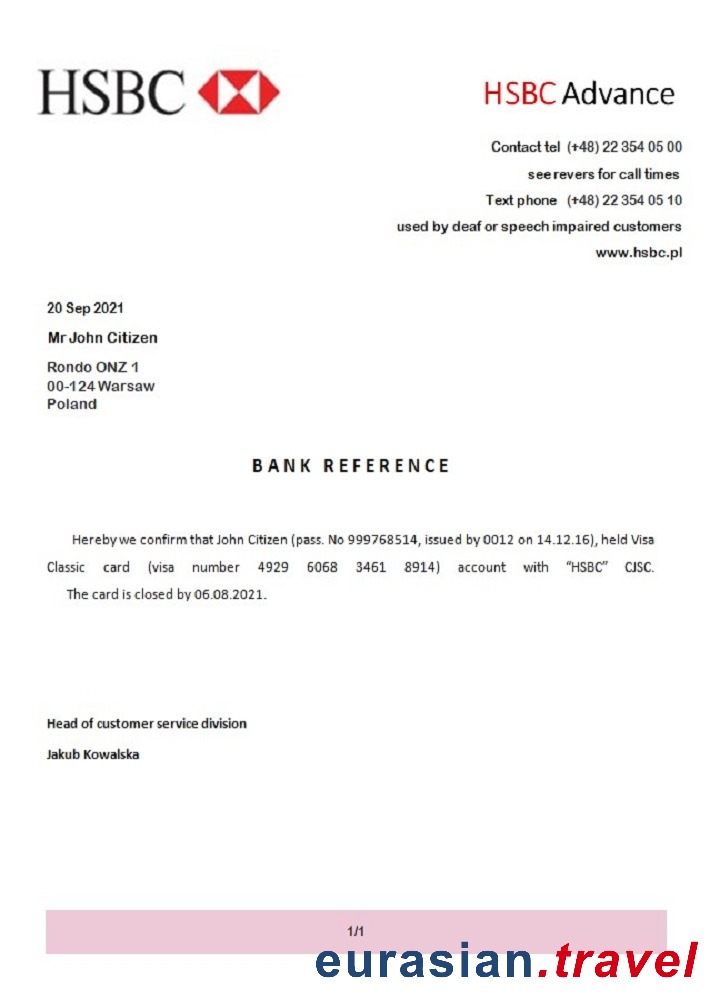 HSBC
HSBC Advance
Contact tel (+48) 22 354 05 00
see revers for call times
Text phone (+48) 22 354 05 10
used by deaf or speech impaired customers
www.hsbc.pl
20 Sep 2021
Mr John Citizen
Rondo ONZ 1
00-124 Warsaw
Poland
BANK REFERENCE
Hereby we confirm that John Citizen (pass. No 999768514, issued by 0012 on 14.12.16), held Visa
Classic card (visa number 4929 6068 3461 8914) account with “HSBC” CJSC.
The card is closed by 06.08.2021.
Head of customer service division
Jakub Kowalska
1/1
eurasian.travel